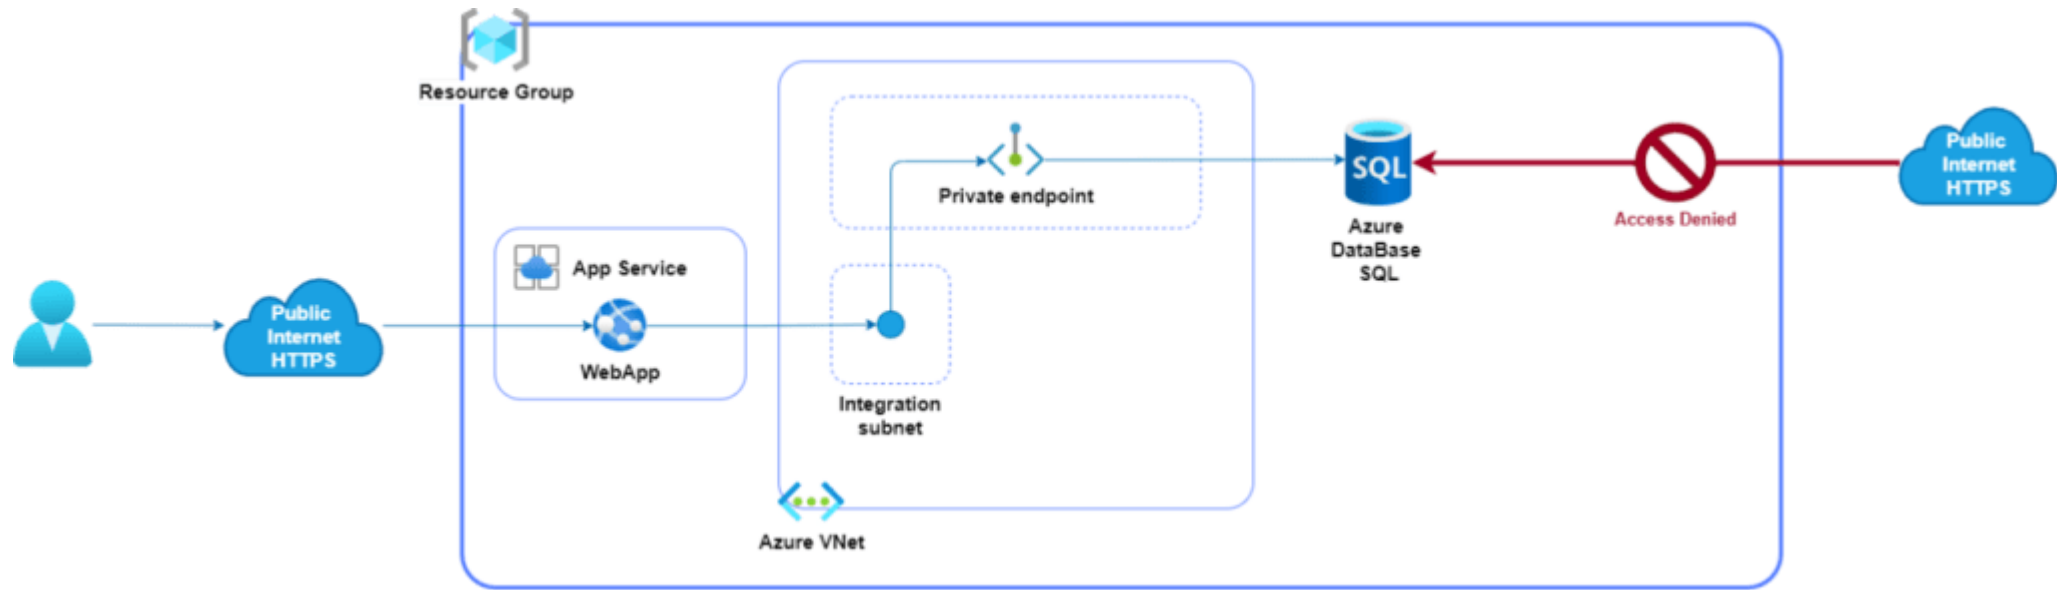 Resource Group
Public
Internet
HTTPS
App Service
WebApp
Integration
subnet
Azure VNet
Private endpoint
SQL
Azure
DataBase
SQL
Access Denied
Public
Internet
HTTPS